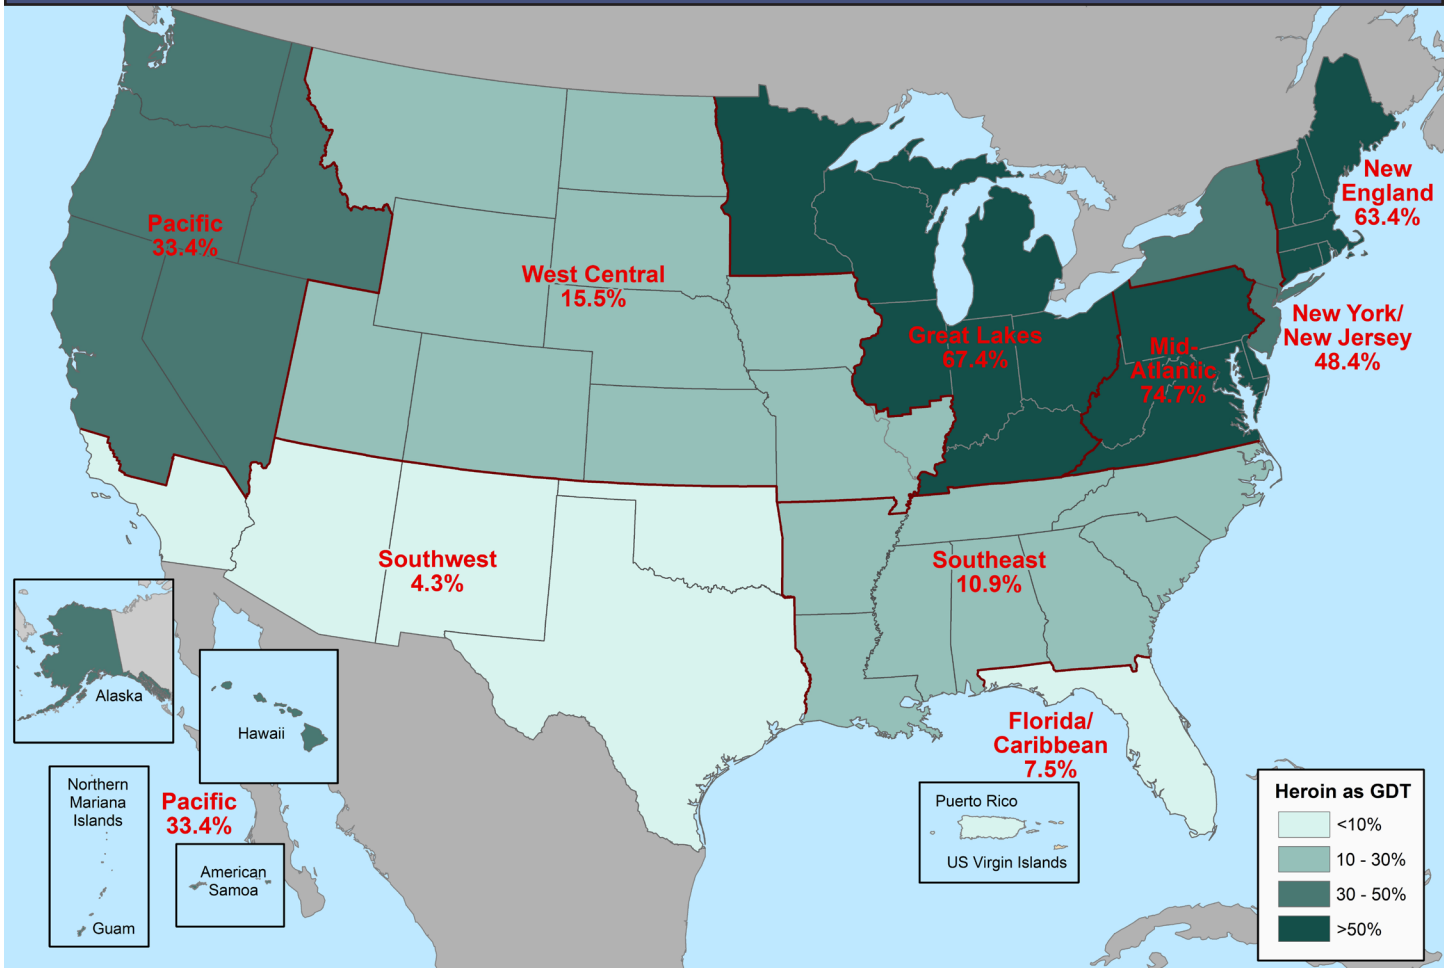 New
England
63.4%
Pacific
33.4%
West Central
15.5%
New York/
New Jersey
48.4%
Great Lakes
67.4%
Mid-
Atlantic
74.7%
Southwest
4.3%
Southeast
10.9%
Alaska
Hawaii
Florida/
Caribbean
7.5%
Northern
Mariana
Islands
Guam
Pacific
33.4%
American
Samoa
Puerto Rico
US Virgin Islands
Heroin as GDT
<10%
10 - 30%
30 - 50%
>50%